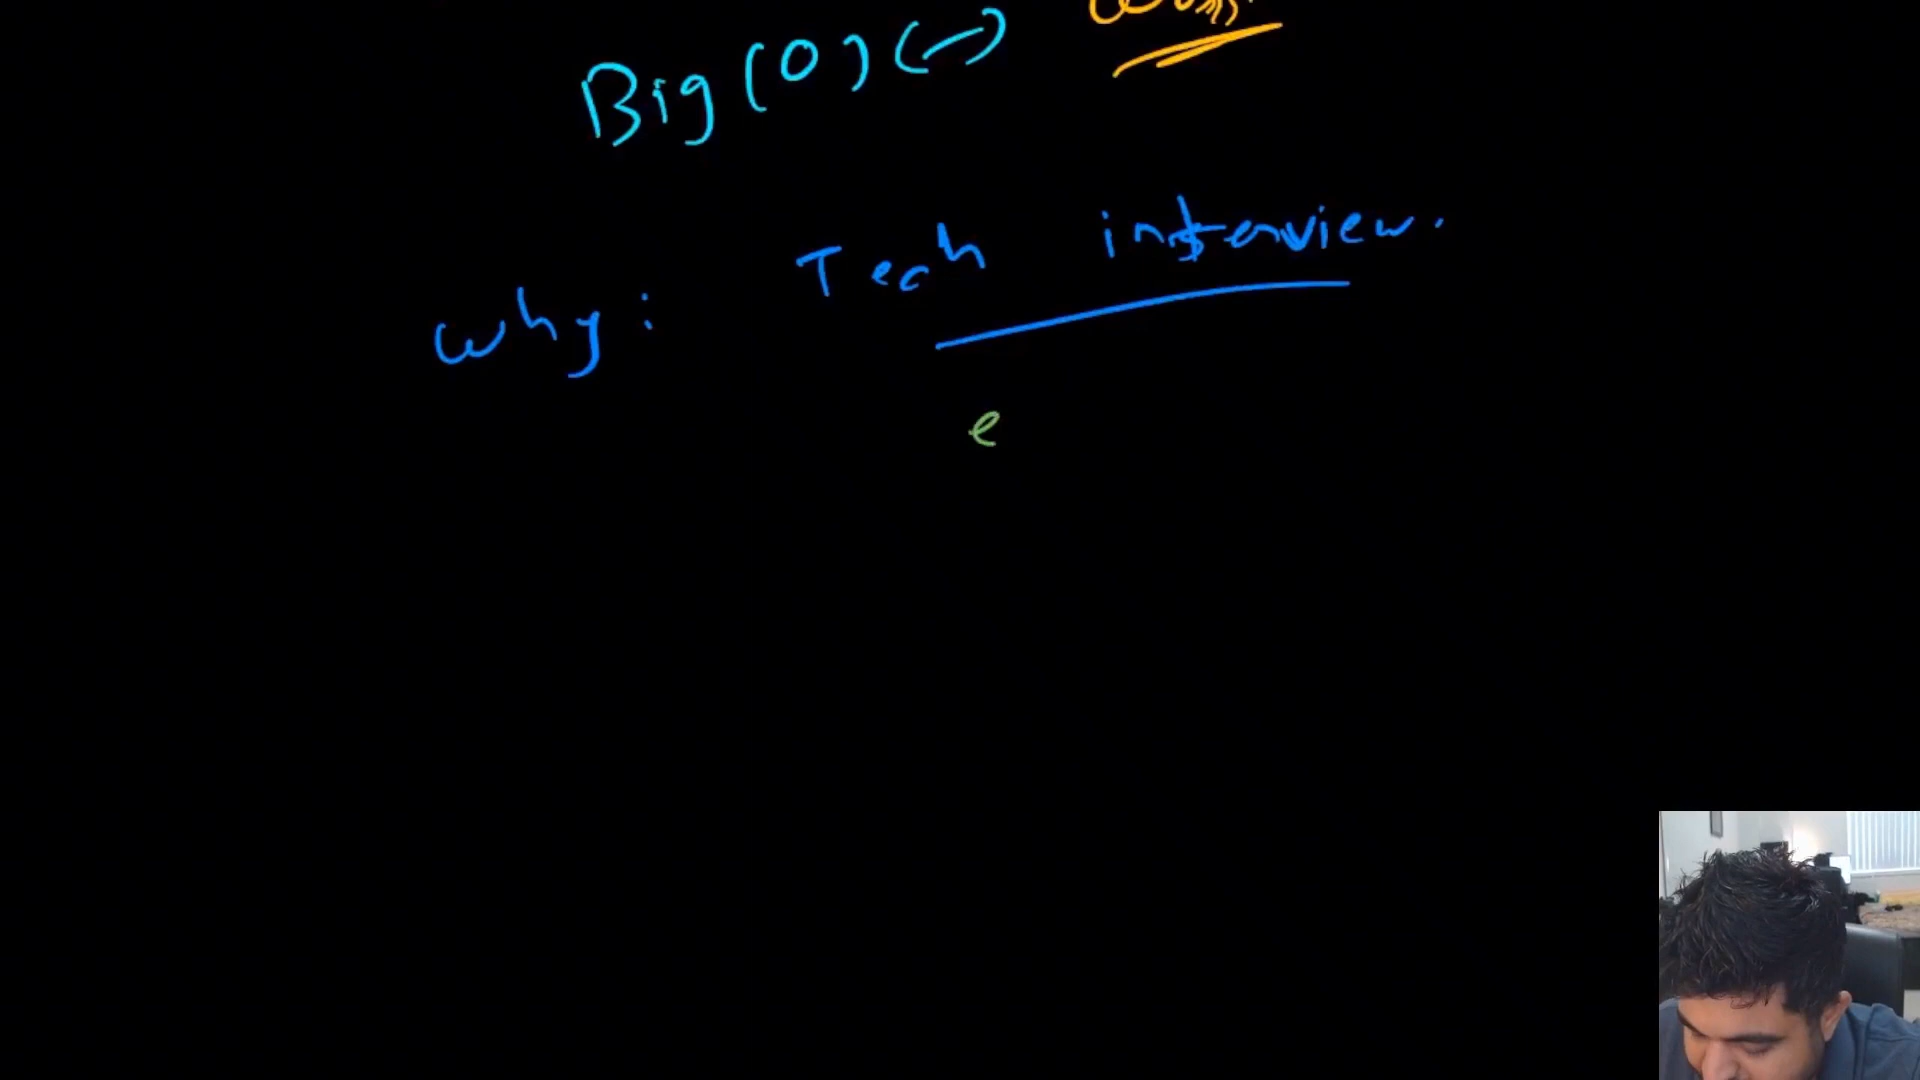 Big (O) (-)
Why: Tech interview.
e